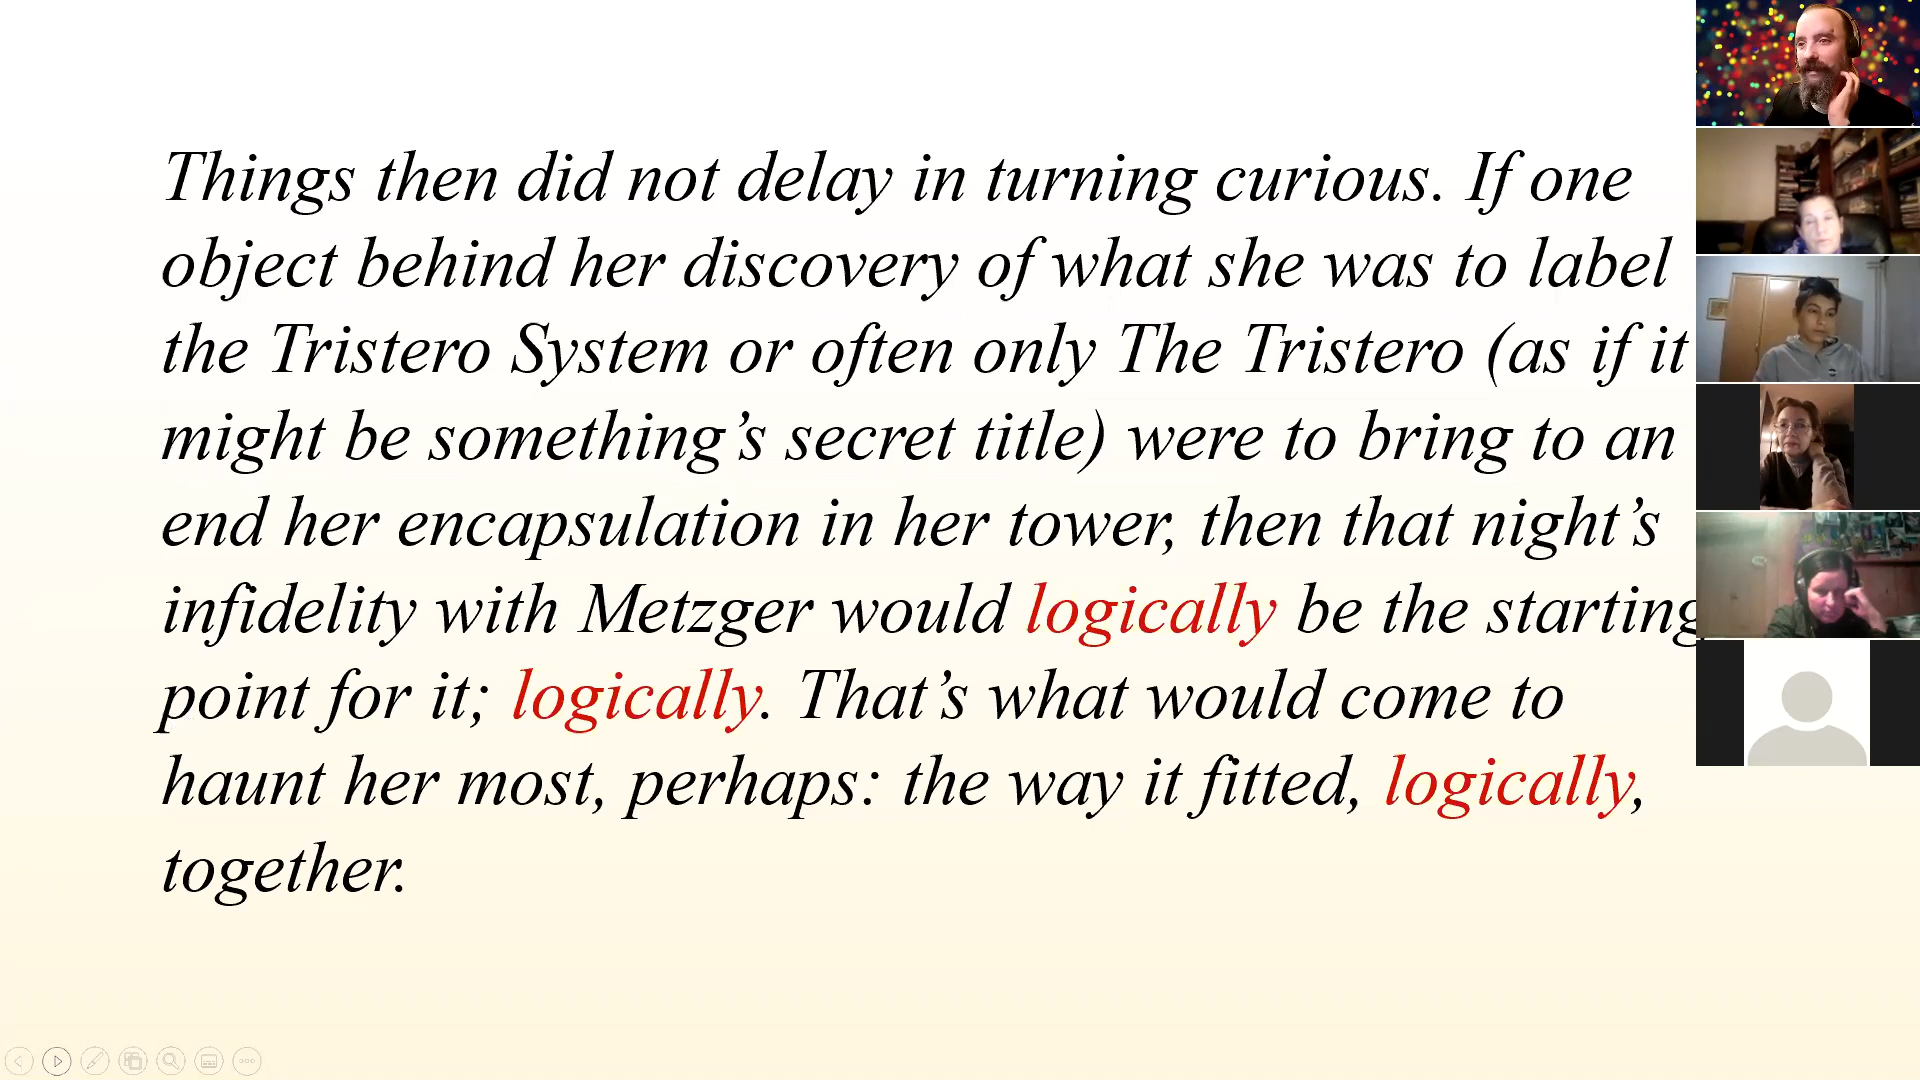 Things then did not delay in turning curious. If one
object behind her discovery of what she was to label
the Tristero System or often only The Tristero (as if it
might be something’s secret title) were to bring to an
end her encapsulation in her tower, then that night’s
infidelity with Metzger would logically be the starting
point for it; logically. That’s what would come to
haunt her most, perhaps: the way it fitted, logically,
together.